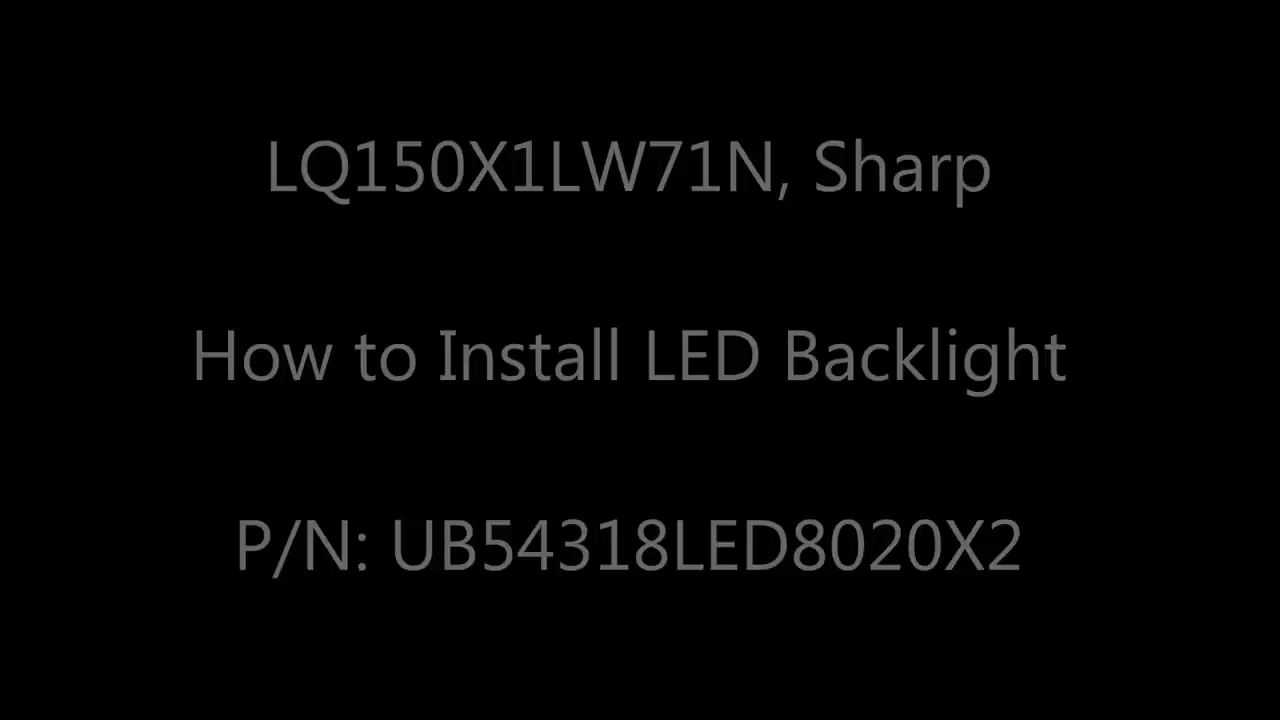 LQ150X1LW71N, Sharp
How to Install LED Backlight
P/N: UB54318LED8020X2